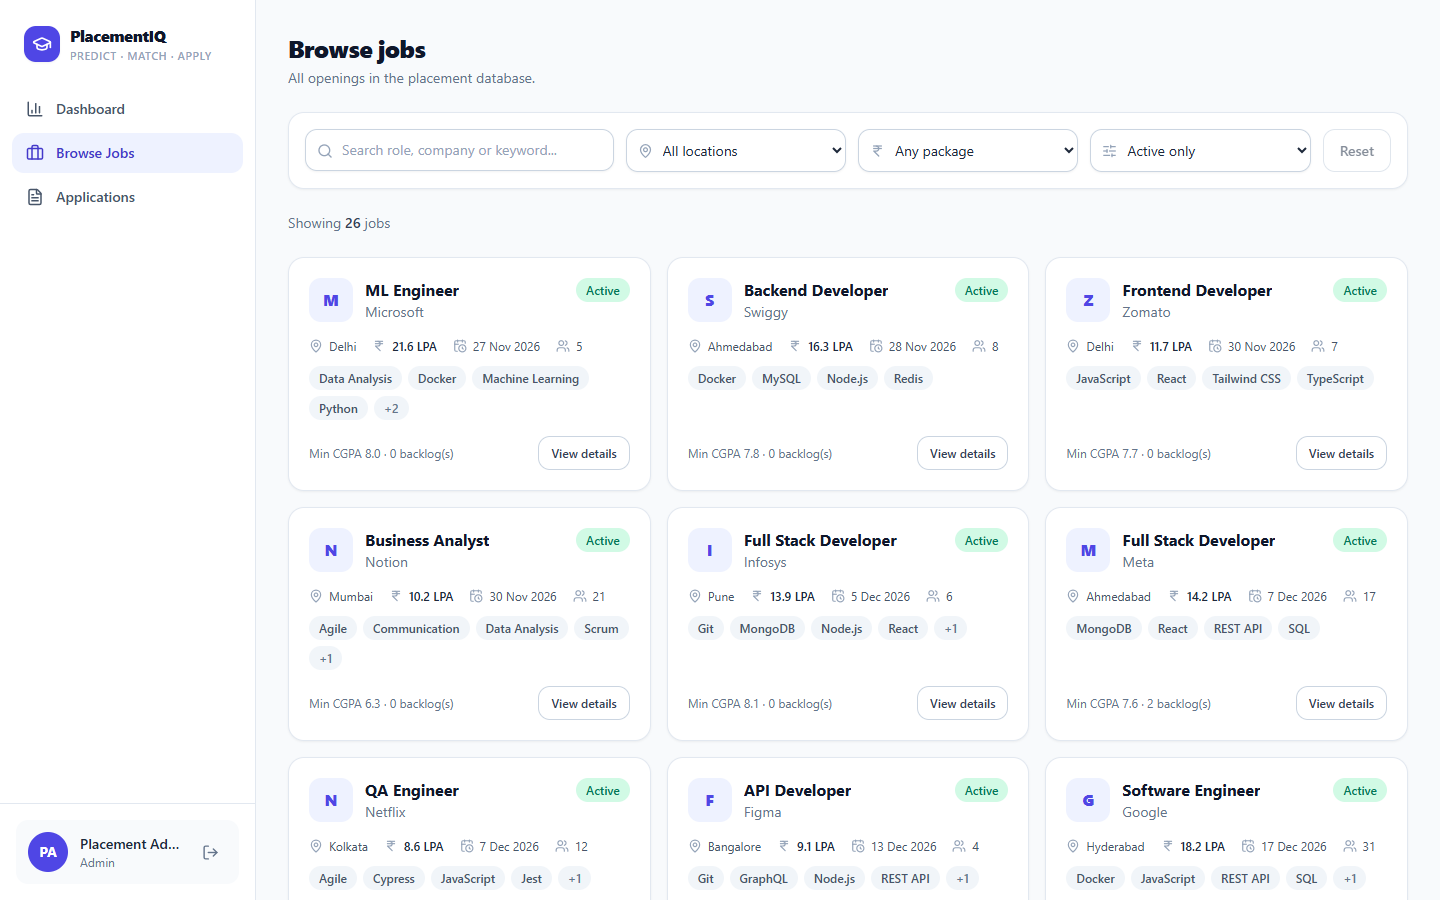 PlacementIQ
PREDICT · MATCH · APPLY
Dashboard
Browse Jobs
Applications
Placement Ad...
PA
Admin
Browse jobs
All openings in the placement database.
Search role, company or keyword...
All locations
₹ Any package
Active only
Reset
Showing 26 jobs
M
ML Engineer
Active
Microsoft
Delhi ₹ 21.6 LPA 27 Nov 2026 5
Data Analysis Docker Machine Learning
Python +2
Min CGPA 8.0 · 0 backlog(s) View details
S
Backend Developer
Active
Swiggy
Ahmedabad ₹ 16.3 LPA 28 Nov 2026 8
Docker MySQL Node.js Redis
Min CGPA 7.8 · 0 backlog(s) View details
Z
Frontend Developer
Active
Zomato
Delhi ₹ 11.7 LPA 30 Nov 2026 7
JavaScript React Tailwind CSS TypeScript
Min CGPA 7.7 · 0 backlog(s) View details
N
Business Analyst
Active
Notion
Mumbai ₹ 10.2 LPA 30 Nov 2026 21
Agile Communication Data Analysis Scrum
+1
Min CGPA 6.3 · 0 backlog(s) View details
I
Full Stack Developer
Active
Infosys
Pune ₹ 13.9 LPA 5 Dec 2026 6
Git MongoDB Node.js React +1
Min CGPA 8.1 · 0 backlog(s) View details
M
Full Stack Developer
Active
Meta
Ahmedabad ₹ 14.2 LPA 7 Dec 2026 17
MongoDB React REST API SQL
Min CGPA 7.6 · 2 backlog(s) View details
N
QA Engineer
Active
Netflix
Kolkata ₹ 8.6 LPA 7 Dec 2026 12
Agile Cypress JavaScript Jest +1
F
API Developer
Active
Figma
Bangalore ₹ 9.1 LPA 13 Dec 2026 4
Git GraphQL Node.js REST API +1
G
Software Engineer
Active
Google
Hyderabad ₹ 18.2 LPA 17 Dec 2026 31
Docker JavaScript REST API SQL +1